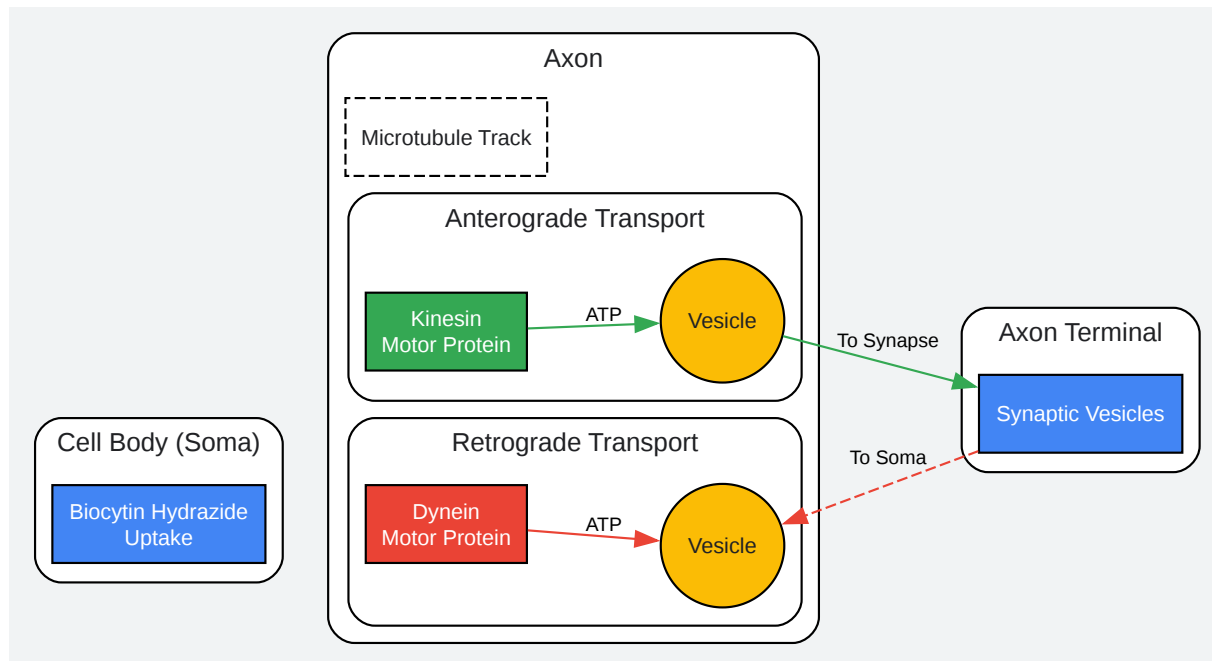 Axon
Microtubule Track
Anterograde Transport
Kinesin
Motor Protein
ATP
Vesicle
To Synapse
Axon Terminal
Synaptic Vesicles
Cell Body (Soma)
Biocytin Hydrazide
Uptake
Retrograde Transport
Dynein
Motor Protein
ATP
Vesicle
To Soma